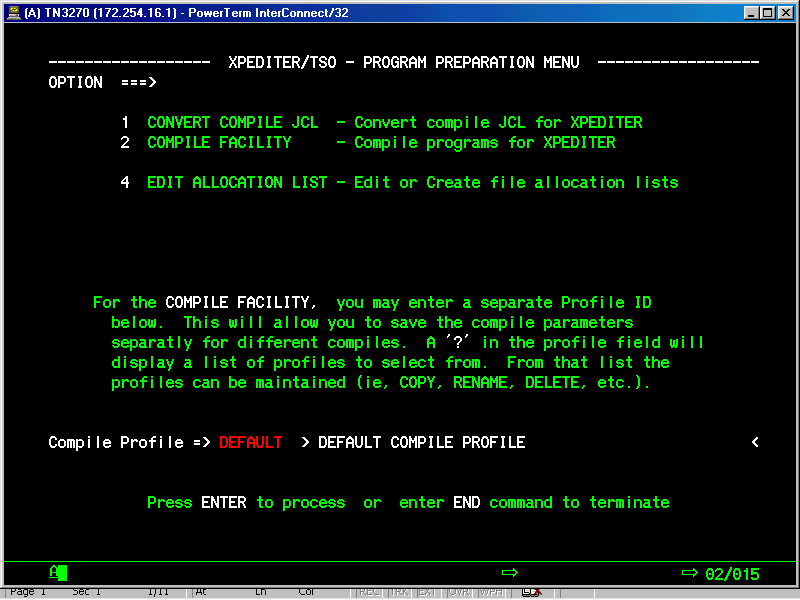 (A) TN3270 (172.254.16.1) - PowerTerm InterConnect/32
------------------ XPEDITER/TSO - PROGRAM PREPARATION MENU ------------------
OPTION ===>
1 CONVERT COMPILE JCL - Convert compile JCL for XPEDITER
2 COMPILE FACILITY - Compile programs for XPEDITER
4 EDIT ALLOCATION LIST - Edit or Create file allocation lists
For the COMPILE FACILITY, you may enter a separate Profile ID
below. This will allow you to save the compile parameters
separatly for different compiles. A '?' in the profile field will
display a list of profiles to select from. From that list the
profiles can be maintained (ie, COPY, RENAME, DELETE, etc.).
Compile Profile => DEFAULT > DEFAULT COMPILE PROFILE <
Press ENTER to process or enter END command to terminate
A ⇨ ⇨ 02/015
Page 1 Sec 1 1/11 At Ln Col REC TRK EXT OVR WPH